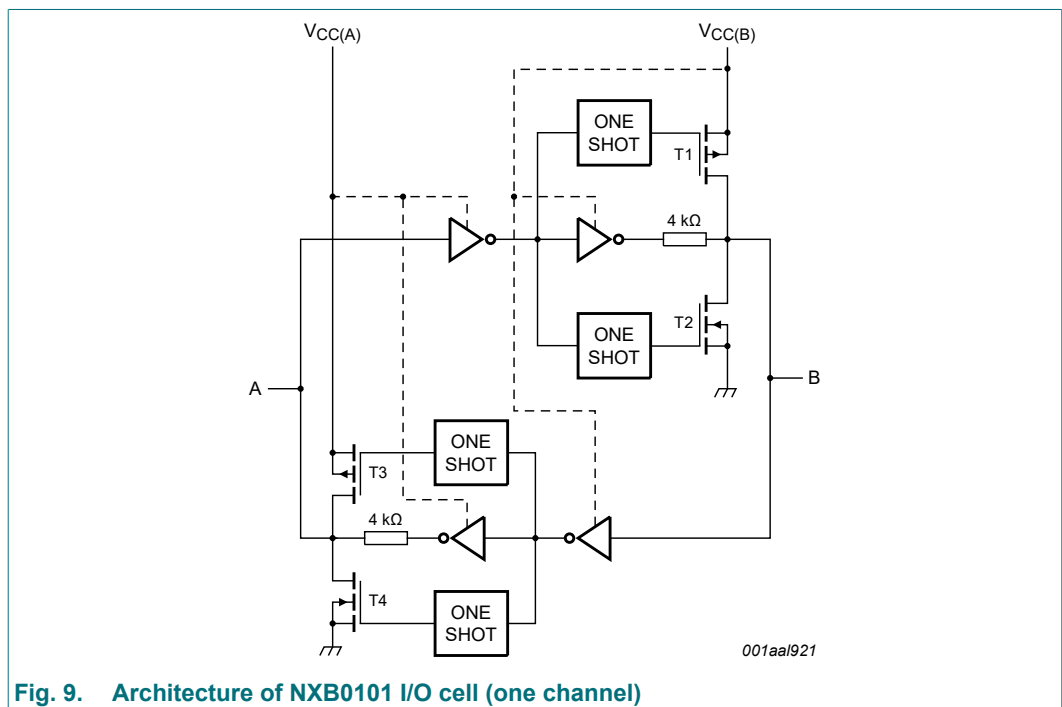 VCC(A)
VCC(B)
ONE
SHOT
T1
4 kΩ
ONE
SHOT
T2
A
B
ONE
SHOT
T3
4 kΩ
ONE
SHOT
T4
001aal921
Fig. 9. Architecture of NXB0101 I/O cell (one channel)